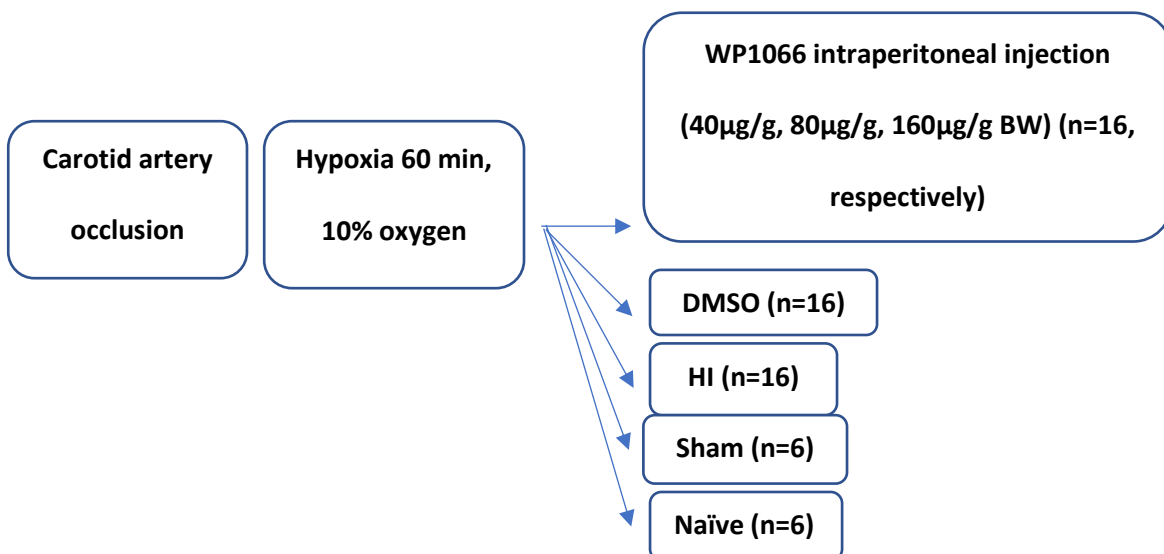 Carotid artery
occlusion
Hypoxia 60 min,
10% oxygen
WP1066 intraperitoneal injection
(40µg/g, 80µg/g, 160µg/g BW) (n=16,
respectively)
DMSO (n=16)
HI (n=16)
Sham (n=6)
Naïve (n=6)